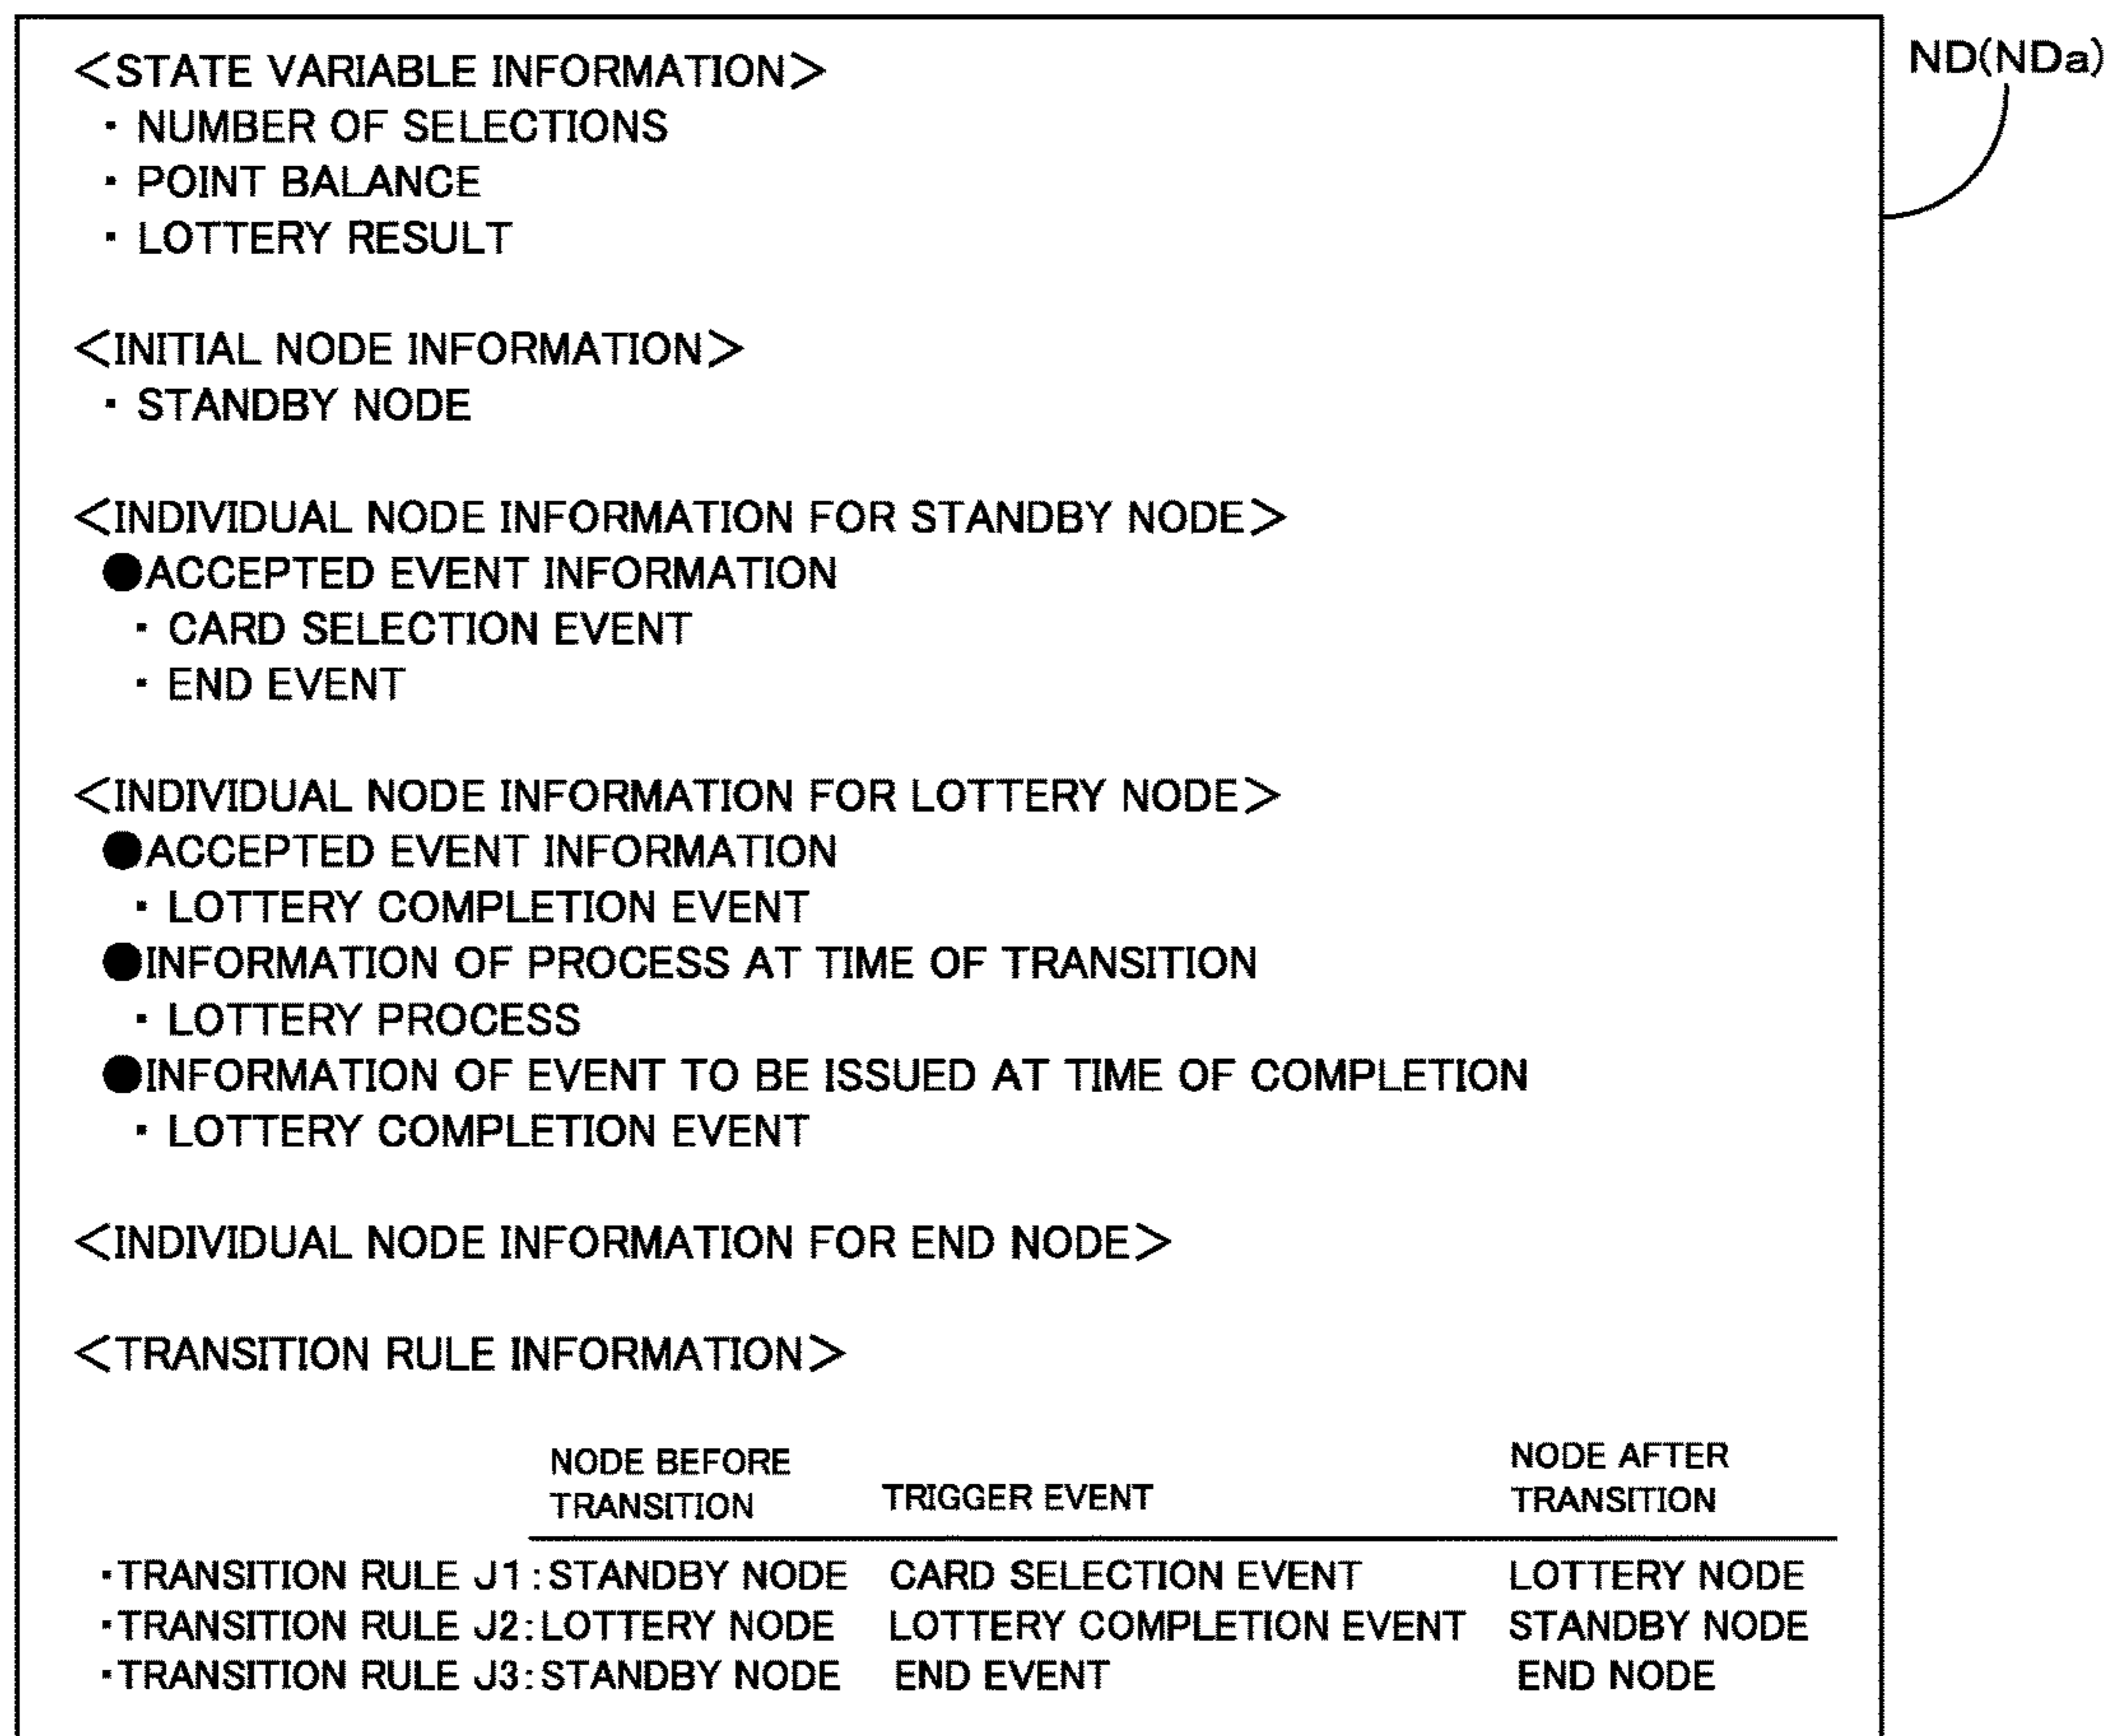 ND(NDa)
<STATE VARIABLE INFORMATION>
・ NUMBER OF SELECTIONS
・ POINT BALANCE
・ LOTTERY RESULT
<INITIAL NODE INFORMATION>
・ STANDBY NODE
<INDIVIDUAL NODE INFORMATION FOR STANDBY NODE>
●ACCEPTED EVENT INFORMATION
・ CARD SELECTION EVENT
・ END EVENT
<INDIVIDUAL NODE INFORMATION FOR LOTTERY NODE>
●ACCEPTED EVENT INFORMATION
・ LOTTERY COMPLETION EVENT
●INFORMATION OF PROCESS AT TIME OF TRANSITION
・ LOTTERY PROCESS
●INFORMATION OF EVENT TO BE ISSUED AT TIME OF COMPLETION
・ LOTTERY COMPLETION EVENT
<INDIVIDUAL NODE INFORMATION FOR END NODE>
<TRANSITION RULE INFORMATION>
NODE BEFORE
TRANSITION
TRIGGER EVENT
NODE AFTER
TRANSITION
・TRANSITION RULE J1:STANDBY NODE CARD SELECTION EVENT LOTTERY NODE
・TRANSITION RULE J2:LOTTERY NODE LOTTERY COMPLETION EVENT STANDBY NODE
・TRANSITION RULE J3:STANDBY NODE END EVENT END NODE